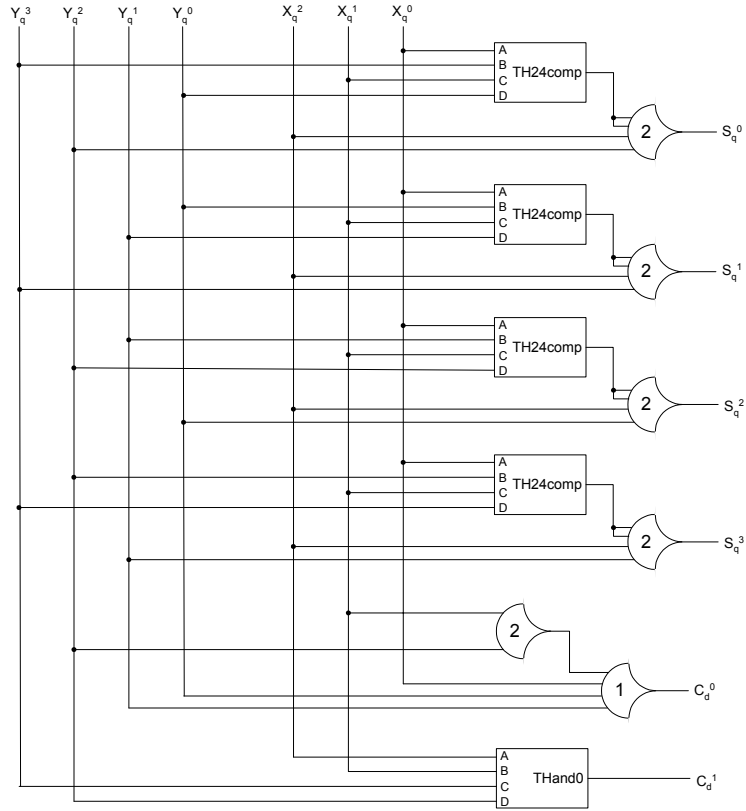 Y_q^3 Y_q^2 Y_q^1 Y_q^0 X_q^2 X_q^1 X_q^0
A
B
C
D
TH24comp
2
S_q^0
A
B
C
D
TH24comp
2
S_q^1
A
B
C
D
TH24comp
2
S_q^2
A
B
C
D
TH24comp
2
S_q^3
2
1
C_d^0
A
B
C
D
THand0
C_d^1